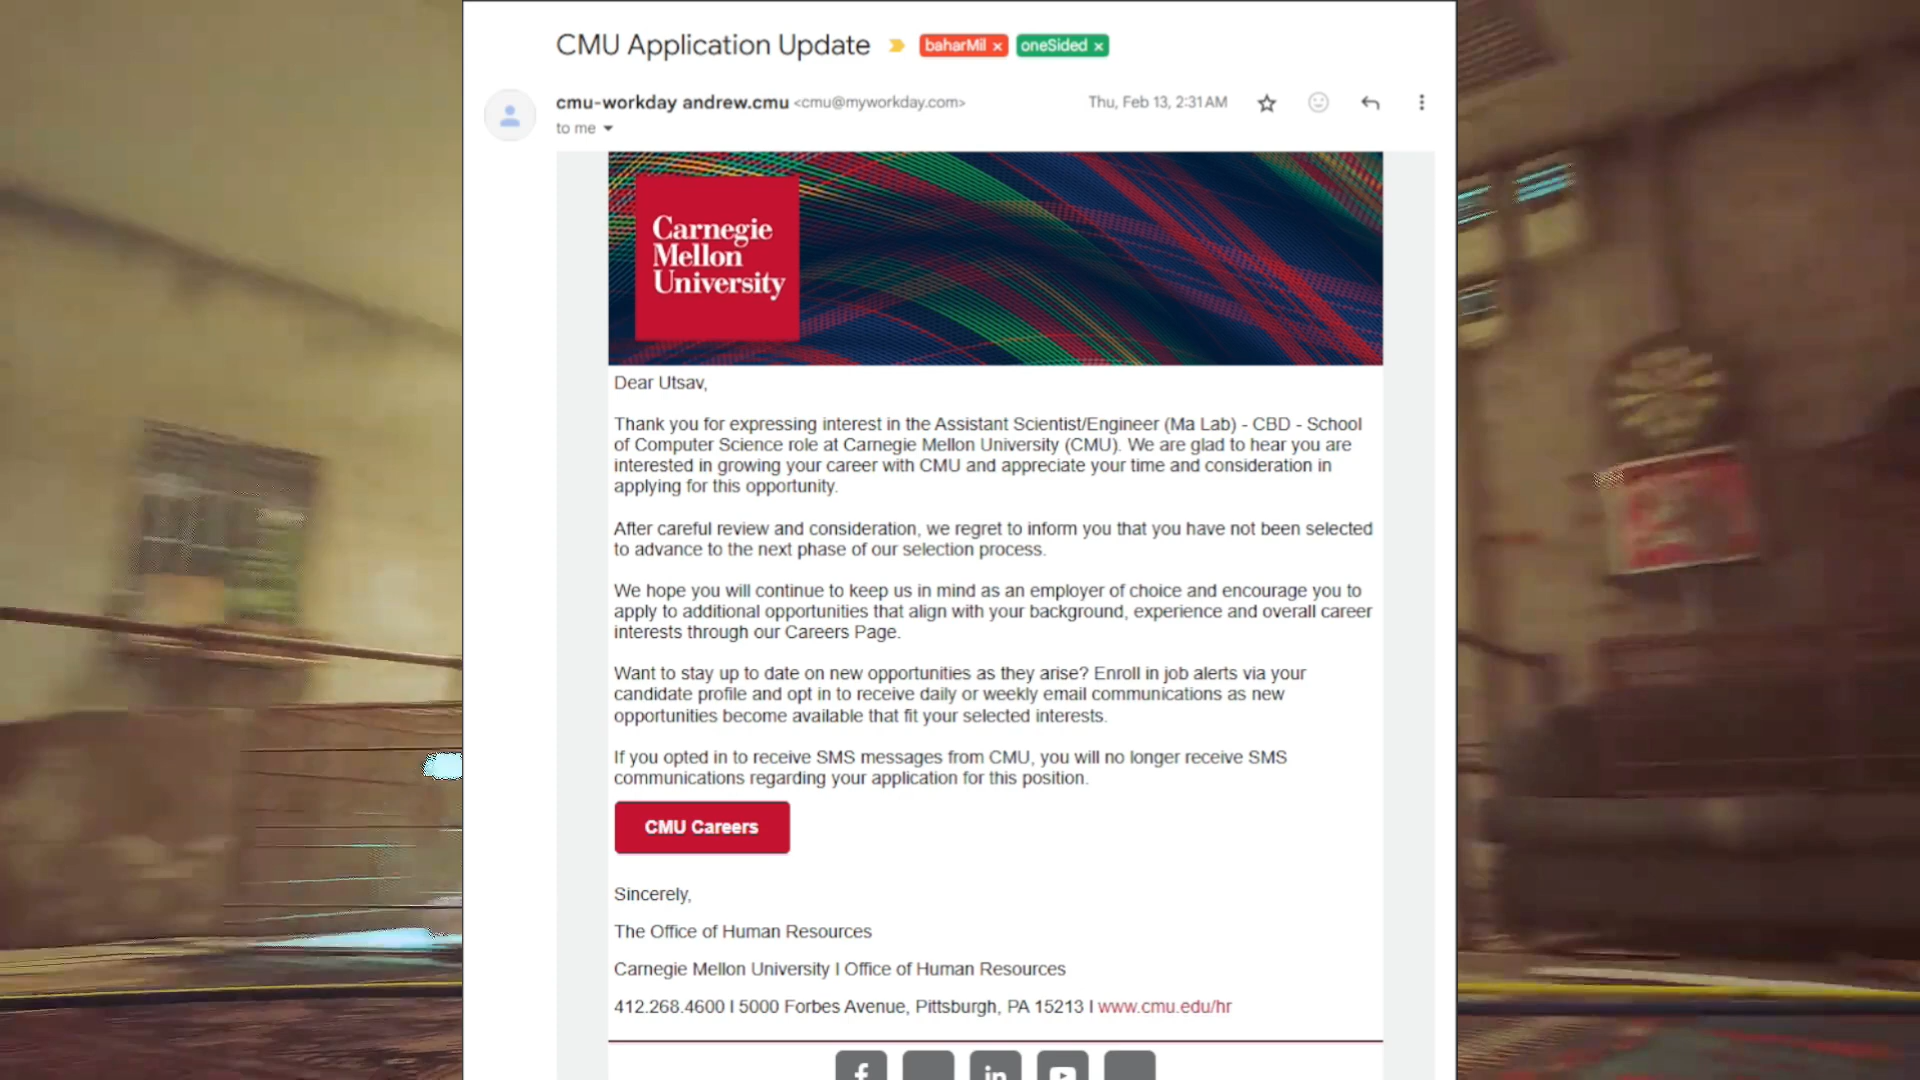 CMU Application Update
baharMil x
oneSided x
cmu-workday andrew.cmu <cmu@myworkday.com>
Thu, Feb 13, 2:31 AM
to me
Carnegie
Mellon
University
Dear Utsav,
Thank you for expressing interest in the Assistant Scientist/Engineer (Ma Lab) - CBD - School
of Computer Science role at Carnegie Mellon University (CMU). We are glad to hear you are
interested in growing your career with CMU and appreciate your time and consideration in
applying for this opportunity.
After careful review and consideration, we regret to inform you that you have not been selected
to advance to the next phase of our selection process.
We hope you will continue to keep us in mind as an employer of choice and encourage you to
apply to additional opportunities that align with your background, experience and overall career
interests through our Careers Page.
Want to stay up to date on new opportunities as they arise? Enroll in job alerts via your
candidate profile and opt in to receive daily or weekly email communications as new
opportunities become available that fit your selected interests.
If you opted in to receive SMS messages from CMU, you will no longer receive SMS
communications regarding your application for this position.
CMU Careers
Sincerely,
The Office of Human Resources
Carnegie Mellon University I Office of Human Resources
412.268.4600 I 5000 Forbes Avenue, Pittsburgh, PA 15213 I www.cmu.edu/hr
f
in